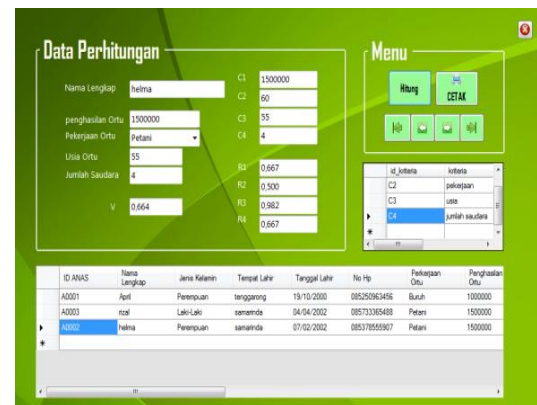 Data Perhitungan
Nama Lengkap helma
penghasilan Ortu 1500000
Pekerjaan Ortu Petani
Usia Ortu 55
Jumlah Saudara 4
V 0,664
C1 1500000
C2 60
C3 55
C4 4
R1 0,667
R2 0,500
R3 0,982
R4 0,667
Menu
Hitung CETAK
id_kriteria kriteria
C2 pekerjaan
C3 usia
C4 jumlah saudara
ID ANAS Nama Lengkap Jenis Kelamin Tempat Lahir Tanggal Lahir No Hp Perkerjaan Ortu Penghasilan Ortu
A0001 April Perempuan tenggarong 19/10/2000 085250963456 Buruh 1000000
A0003 rizal Laki-Laki samarinda 04/04/2002 085733365488 Petani 1500000
A0002 helma Perempuan samarinda 07/02/2002 085378555907 Petani 1500000